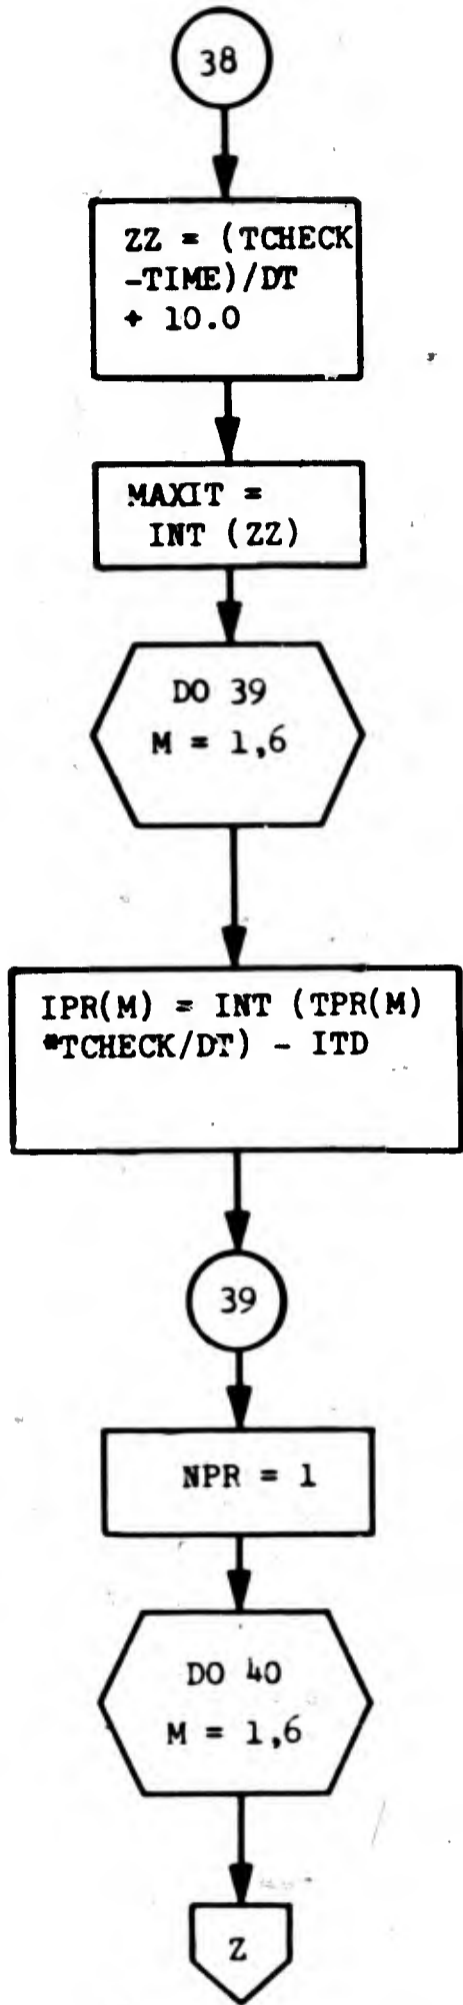 38
ZZ = (TCHECK
-TIME)/DT
+ 10.0
MAXIT =
INT (ZZ)
DO 39
M = 1,6
IPR(M) = INT (TPR(M)
*TCHECK/DT) - ITD
39
NPR = 1
DO 40
M = 1,6
Z